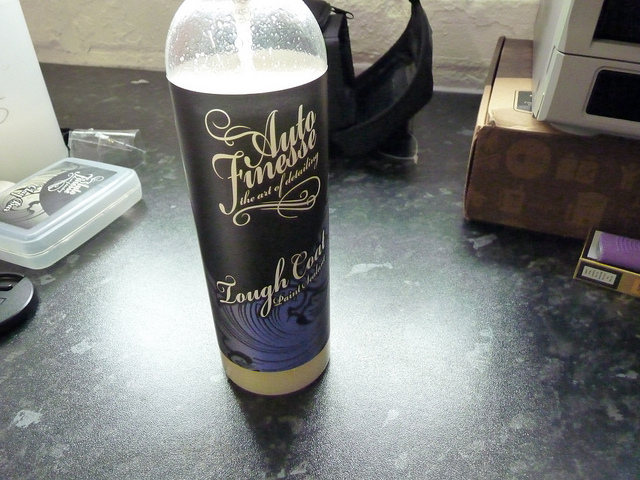 Auto
Finesse
the art of detailing
Tough Coat
Paint Sealant